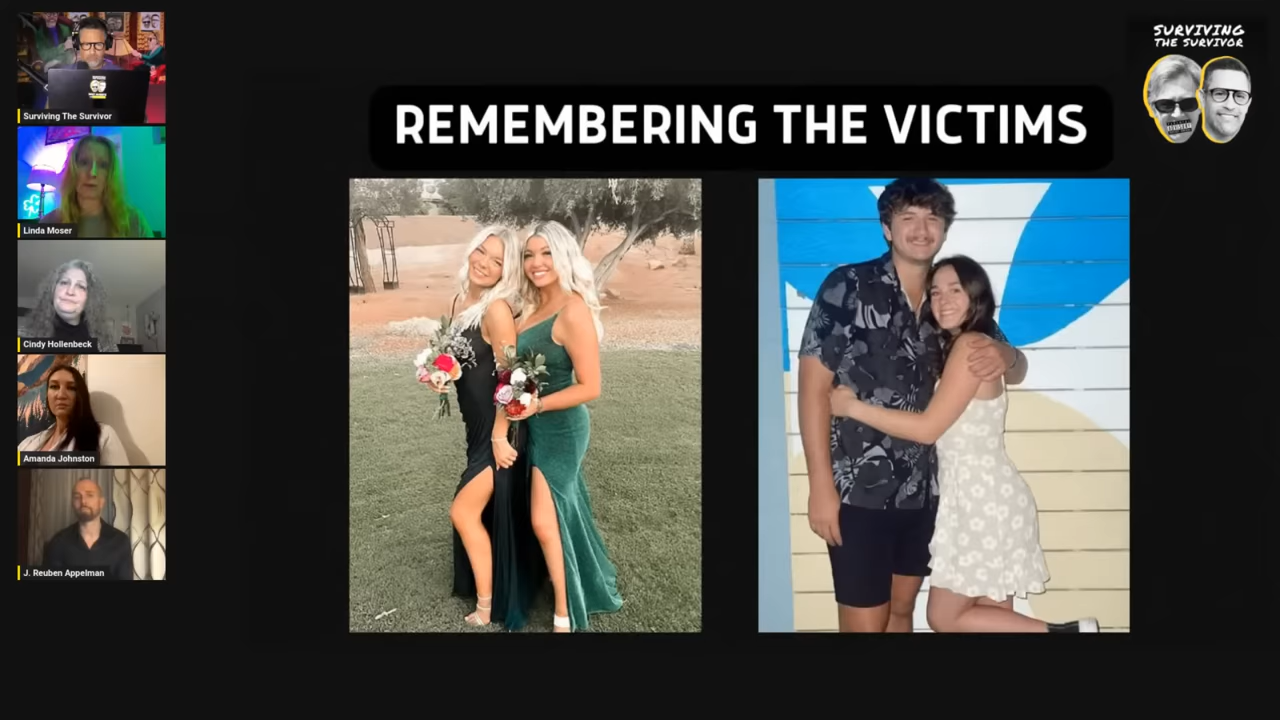 SURVIVING
THE SURVIVOR
REMEMBERING THE VICTIMS
Surviving The Survivor
Linda Moser
Cindy Hollenbeck
Amanda Johnston
J. Reuben Appelman